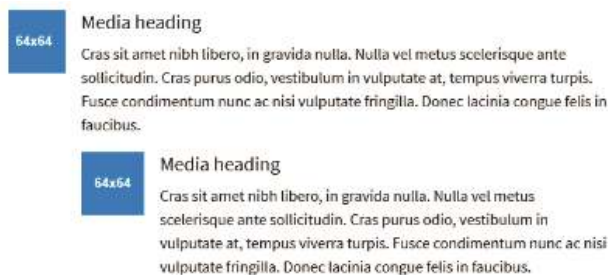 64x64
Media heading
Cras sit amet nibh libero, in gravida nulla. Nulla vel metus scelerisque ante
sollicitudin. Cras purus odio, vestibulum in vulputate at, tempus viverra turpis.
Fusce condimentum nunc ac nisi vulputate fringilla. Donec lacinia congue felis in
faucibus.
64x64
Media heading
Cras sit amet nibh libero, in gravida nulla. Nulla vel metus
scelerisque ante sollicitudin. Cras purus odio, vestibulum in
vulputate at, tempus viverra turpis. Fusce condimentum nunc ac nisi
vulputate fringilla. Donec lacinia congue felis in faucibus.